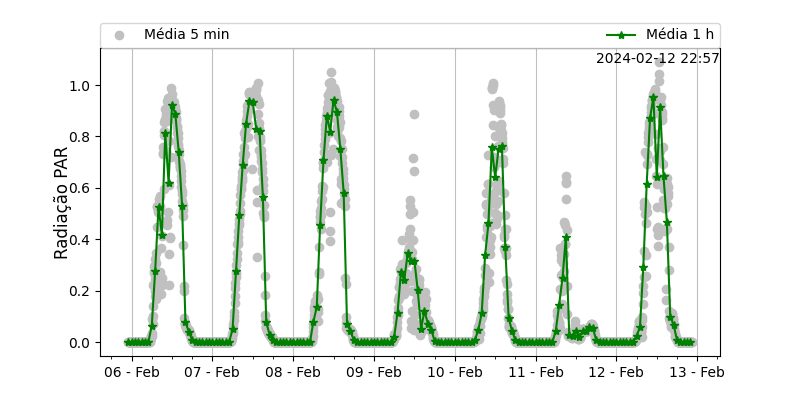 Média 5 min
Média 1 h
2024-02-12 22:57
Radiação PAR
1.0
0.8
0.6
0.4
0.2
0.0
06 - Feb
07 - Feb
08 - Feb
09 - Feb
10 - Feb
11 - Feb
12 - Feb
13 - Feb